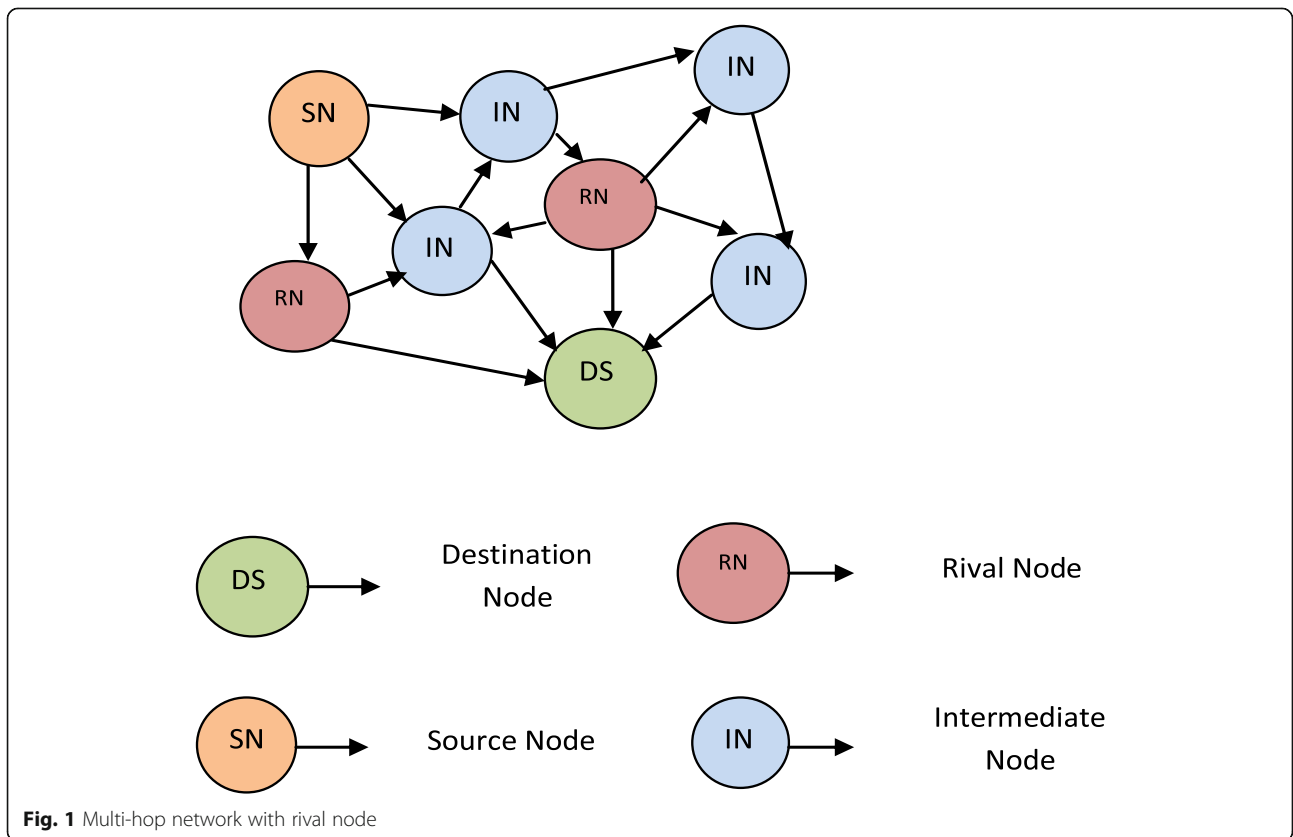 IN
SN
IN
RN
IN
IN
RN
DS
Destination
Node
DS
RN
Rival Node
Intermediate
Node
SN
Source Node
IN
Fig. 1 Multi-hop network with rival node